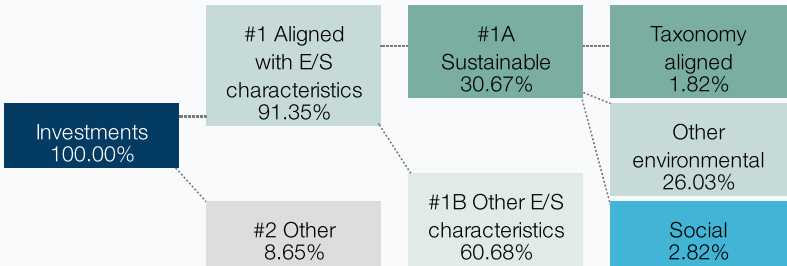 Investments
100.00%
#1 Aligned
with E/S
characteristics
91.35%
#2 Other
8.65%
#1A
Sustainable
30.67%
#1B Other E/S
characteristics
60.68%
Taxonomy
aligned
1.82%
Other
environmental
26.03%
Social
2.82%